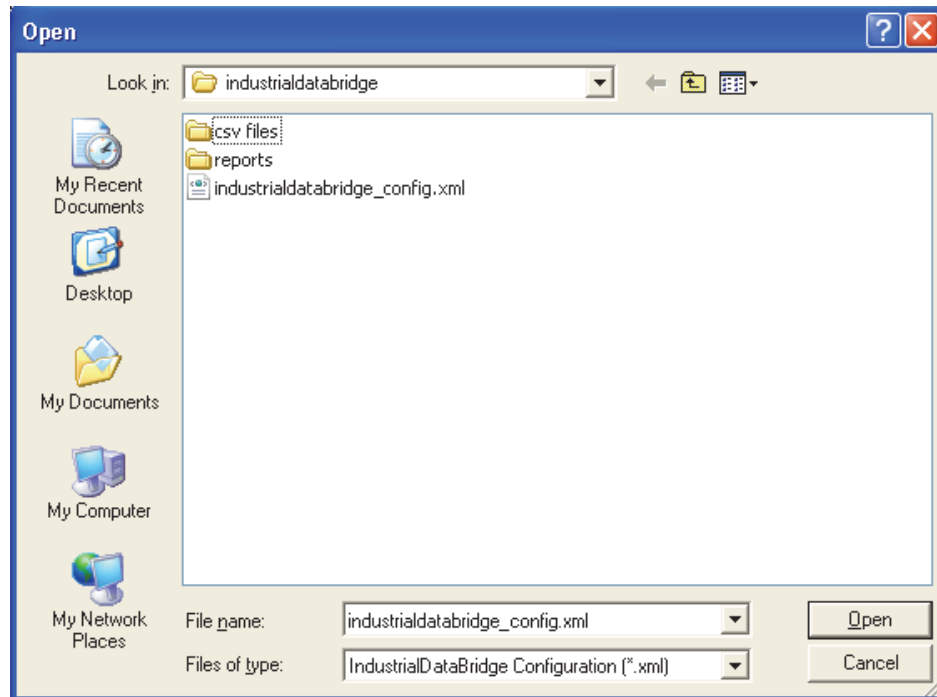 Open
Look in: industrialdatabridge
csv files
reports
industrialdatabridge_config.xml
My Recent
Documents
Desktop
My Documents
My Computer
My Network
Places
File name: industrialdatabridge_config.xml Open
Files of type: IndustrialDataBridge Configuration (*.xml) Cancel